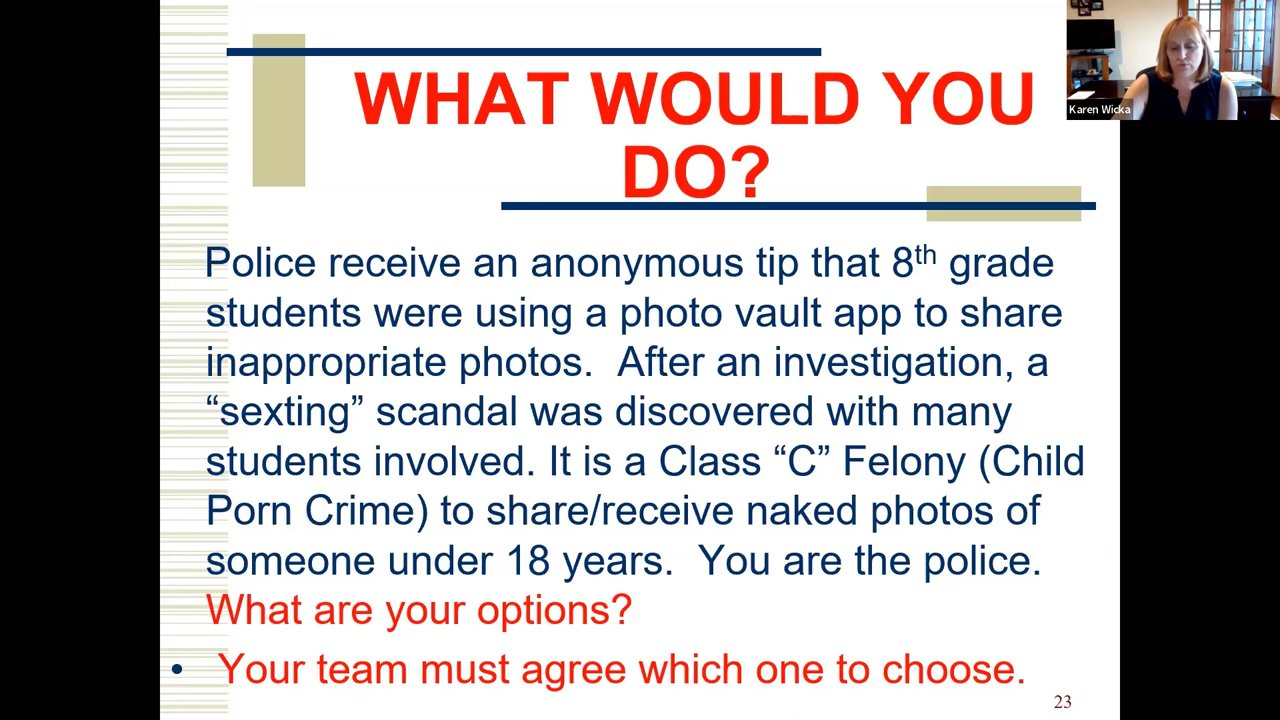 WHAT WOULD YOU
DO?
Karen Wicka
Police receive an anonymous tip that 8th grade
students were using a photo vault app to share
inappropriate photos.  After an investigation, a
“sexting” scandal was discovered with many
students involved. It is a Class “C” Felony (Child
Porn Crime) to share/receive naked photos of
someone under 18 years.  You are the police.
What are your options?
• Your team must agree which one to choose.
23